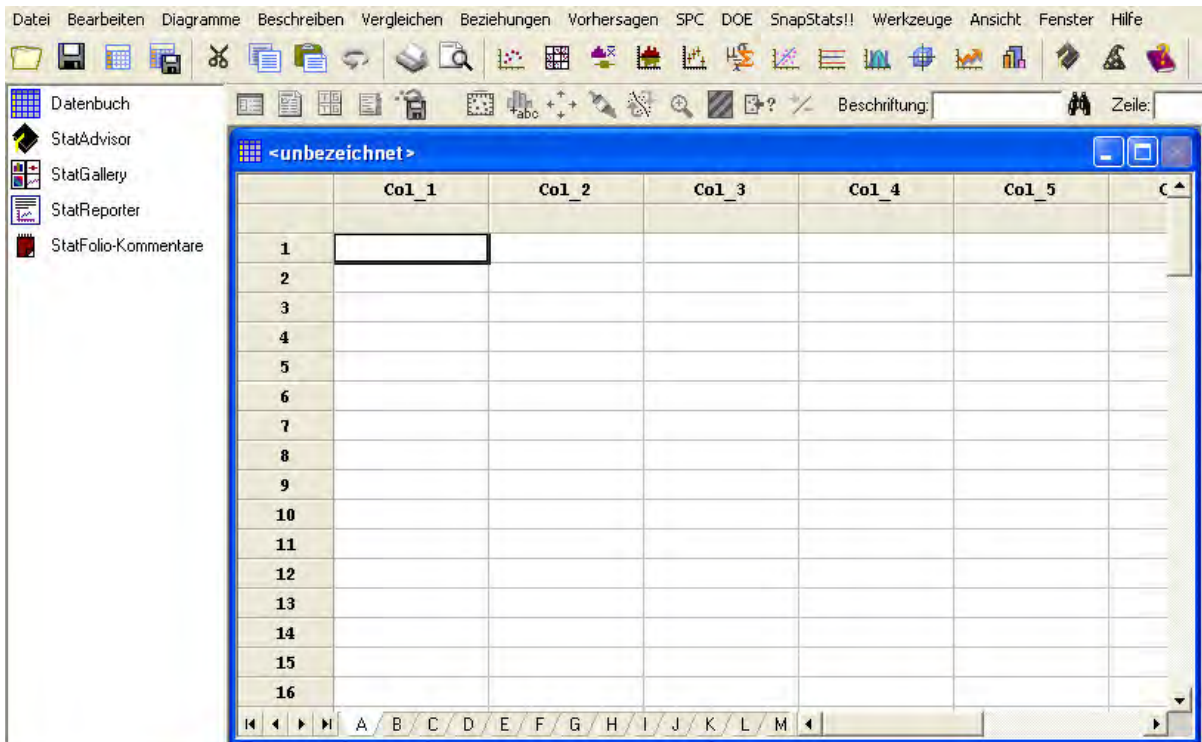 Datei Bearbeiten Diagramme Beschreiben Vergleichen Beziehungen Vorhersagen SPC DOE SnapStats!! Werkzeuge Ansicht Fenster Hilfe
Beschriftung: Zeile:
Datenbuch
StatAdvisor
StatGallery
StatReporter
StatFolio-Kommentare
<unbezeichnet>
Col_1 Col_2 Col_3 Col_4 Col_5 C
1
2
3
4
5
6
7
8
9
10
11
12
13
14
15
16
A B C D E F G H I J K L M